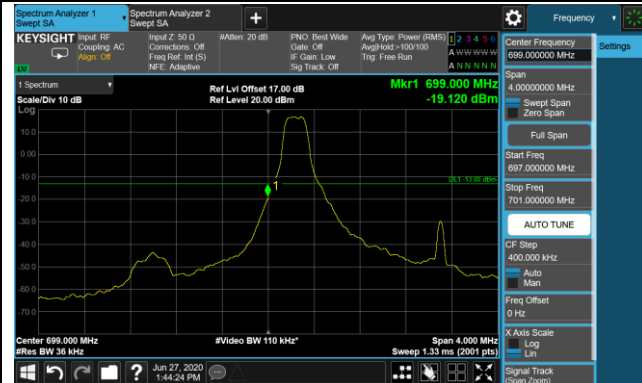 Spectrum Analyzer 1
Swept SA
Spectrum Analyzer 2
Swept SA
+
Frequency
KEYSIGHT
Input: RF
Coupling: AC
Align: Off
Input Z: 50 Ω
Corrections: Off
Freq Ref: Int (S)
NFE: Adaptive
#Atten: 20 dB
PNO: Best Wide
Gate: Off
IF Gain: Low
Sig Track: Off
Avg Type: Power (RMS)
Avg|Hold:>100/100
Trig: Free Run
1 2 3 4 5 6
A W W W W W
A N N N N N
1 Spectrum
Scale/Div 10 dB
Log
Ref Lvl Offset 17.00 dB
Ref Level 20.00 dBm
Mkr1 699.000 MHz
-19.120 dBm
10.0
0.00
-10.0
-20.0
-30.0
-40.0
-50.0
-60.0
-70.0
1
DL1 -13.00 dBm
Center 699.000 MHz
#Res BW 36 kHz
#Video BW 110 kHz*
Span 4.000 MHz
Sweep 1.33 ms (2001 pts)
Jun 27, 2020
1:44:24 PM
?
Center Frequency
699.000000 MHz
Span
4.00000000 MHz
Swept Span
Zero Span
Full Span
Start Freq
697.000000 MHz
Stop Freq
701.000000 MHz
AUTO TUNE
CF Step
400.000 kHz
Auto
Man
Freq Offset
0 Hz
X Axis Scale
Log
Lin
Signal Track
(Span Zoom)
Settings